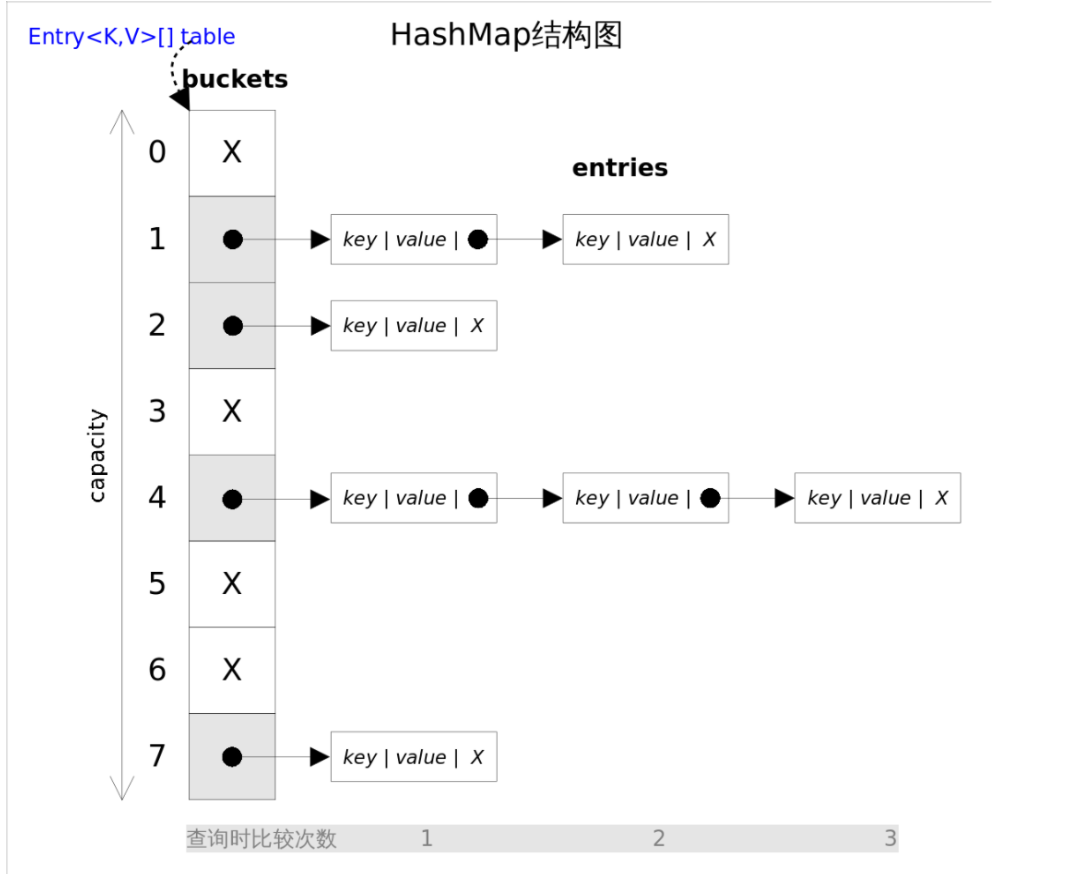 Entry<K,V>[] table
HashMap结构图
buckets
0 X
entries
1 key | value | key | value | X
2 key | value | X
3 X
capacity
4 key | value | key | value | key | value | X
5 X
6 X
7 key | value | X
查询时比较次数 1 2 3